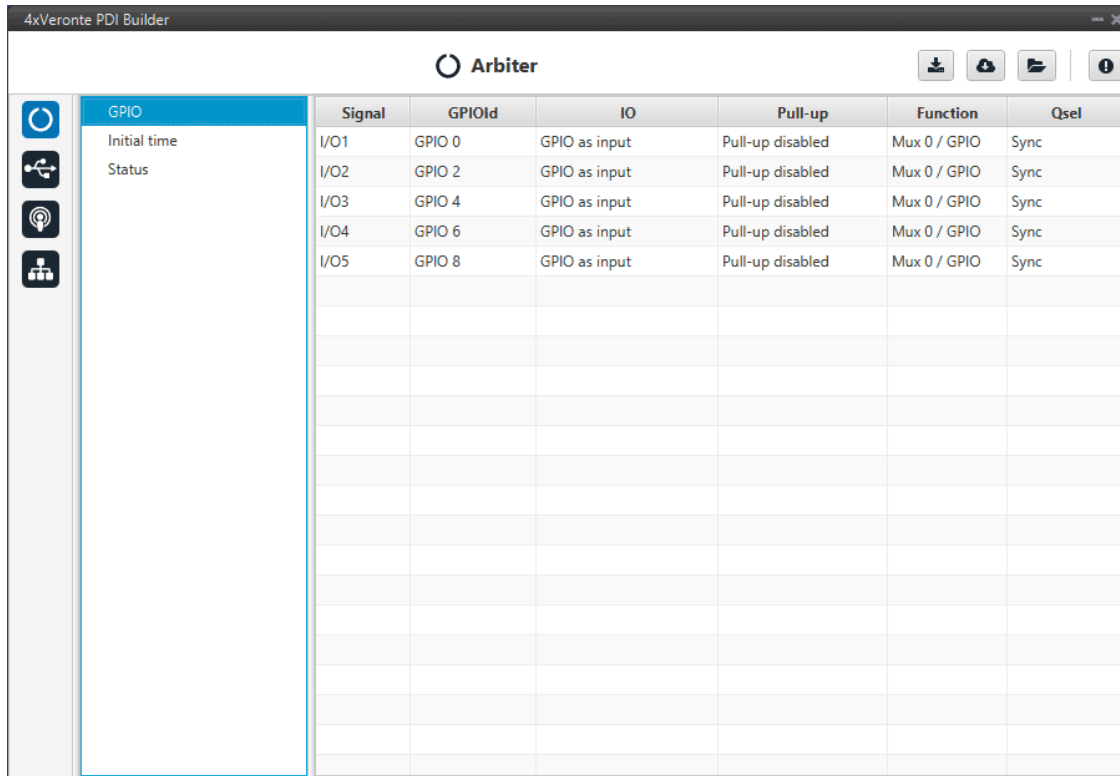 4xVeronte PDI Builder
Arbiter
GPIO
Initial time
Status
Signal GPIOId IO Pull-up Function Qsel
I/O1 GPIO 0 GPIO as input Pull-up disabled Mux 0 / GPIO Sync
I/O2 GPIO 2 GPIO as input Pull-up disabled Mux 0 / GPIO Sync
I/O3 GPIO 4 GPIO as input Pull-up disabled Mux 0 / GPIO Sync
I/O4 GPIO 6 GPIO as input Pull-up disabled Mux 0 / GPIO Sync
I/O5 GPIO 8 GPIO as input Pull-up disabled Mux 0 / GPIO Sync